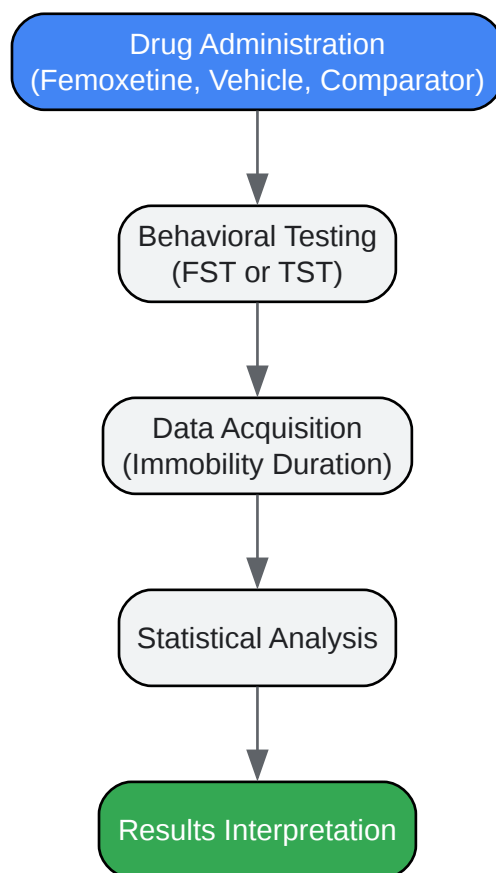 Drug Administration
(Femoxetine, Vehicle, Comparator)
Behavioral Testing
(FST or TST)
Data Acquisition
(Immobility Duration)
Statistical Analysis
Results Interpretation